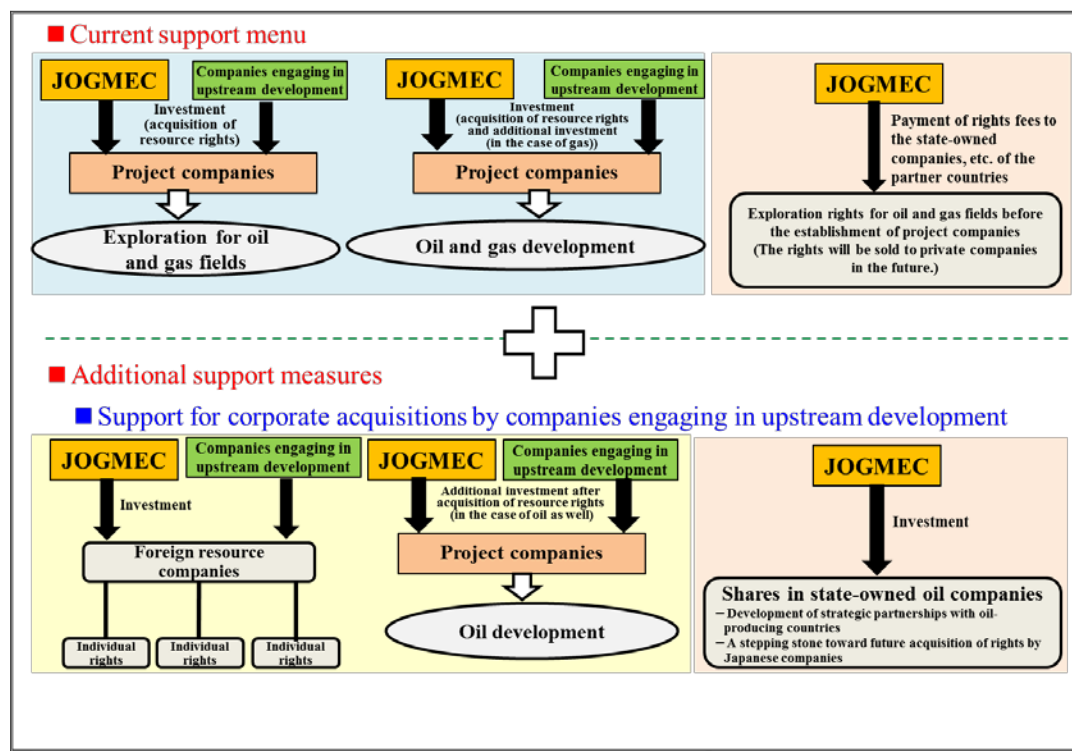 ■ Current support menu
JOGMEC
Companies engaging in
upstream development
Investment
(acquisition of
resource rights)
Project companies
Exploration for oil
and gas fields
JOGMEC
Companies engaging in
upstream development
Investment
(acquisition of resource rights
and additional investment
(in the case of gas))
Project companies
Oil and gas development
JOGMEC
Payment of rights fees to
the state-owned
companies, etc. of the
partner countries
Exploration rights for oil and gas fields before
the establishment of project companies
(The rights will be sold to private companies
in the future.)
■ Additional support measures
■ Support for corporate acquisitions by companies engaging in upstream development
JOGMEC
Companies engaging in
upstream development
Investment
Foreign resource
companies
Individual
rights
Individual
rights
Individual
rights
JOGMEC
Companies engaging in
upstream development
Additional investment after
acquisition of resource rights
(in the case of oil as well)
Project companies
Oil development
JOGMEC
Investment
Shares in state-owned oil companies
– Development of strategic partnerships with oil-
producing countries
– A stepping stone toward future acquisition of rights by
Japanese companies